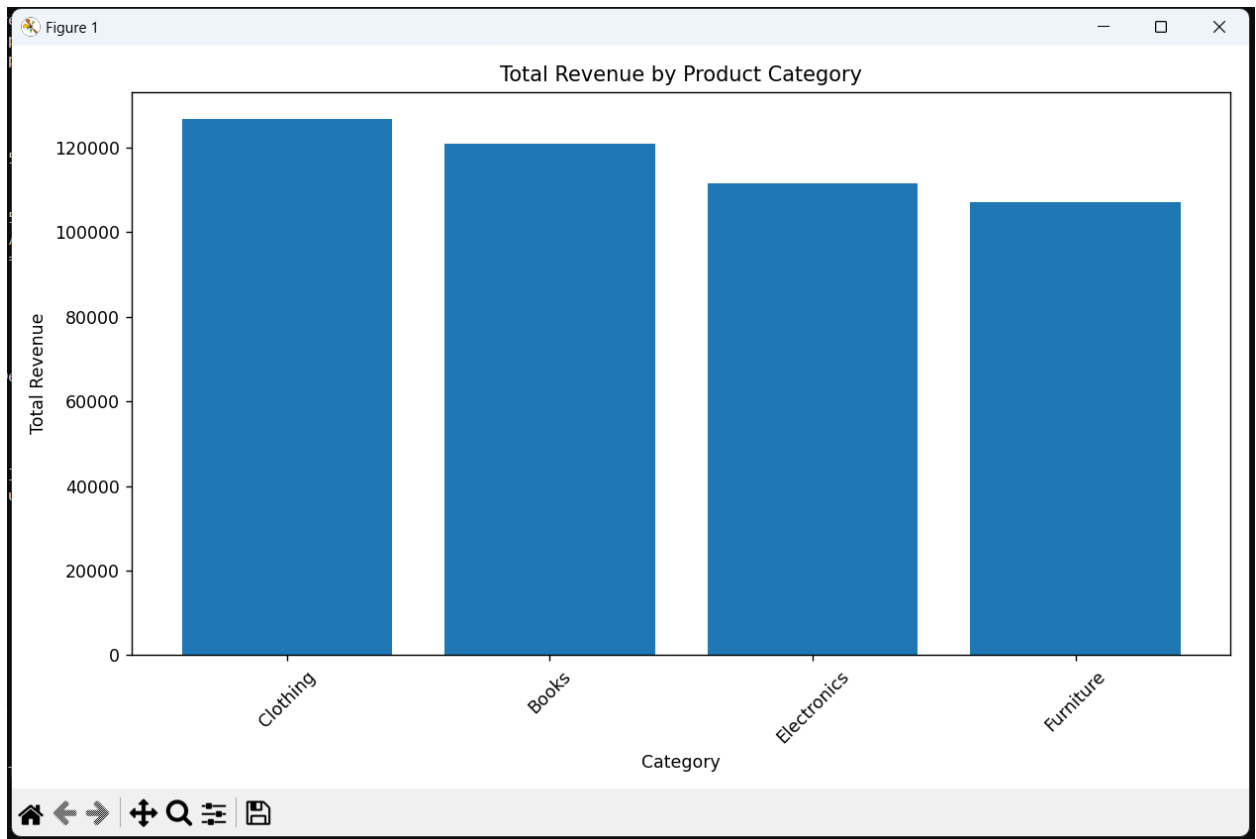 Figure 1
Total Revenue by Product Category
120000
100000
80000
60000
40000
20000
0
Total Revenue
Clothing
Books
Electronics
Furniture
Category